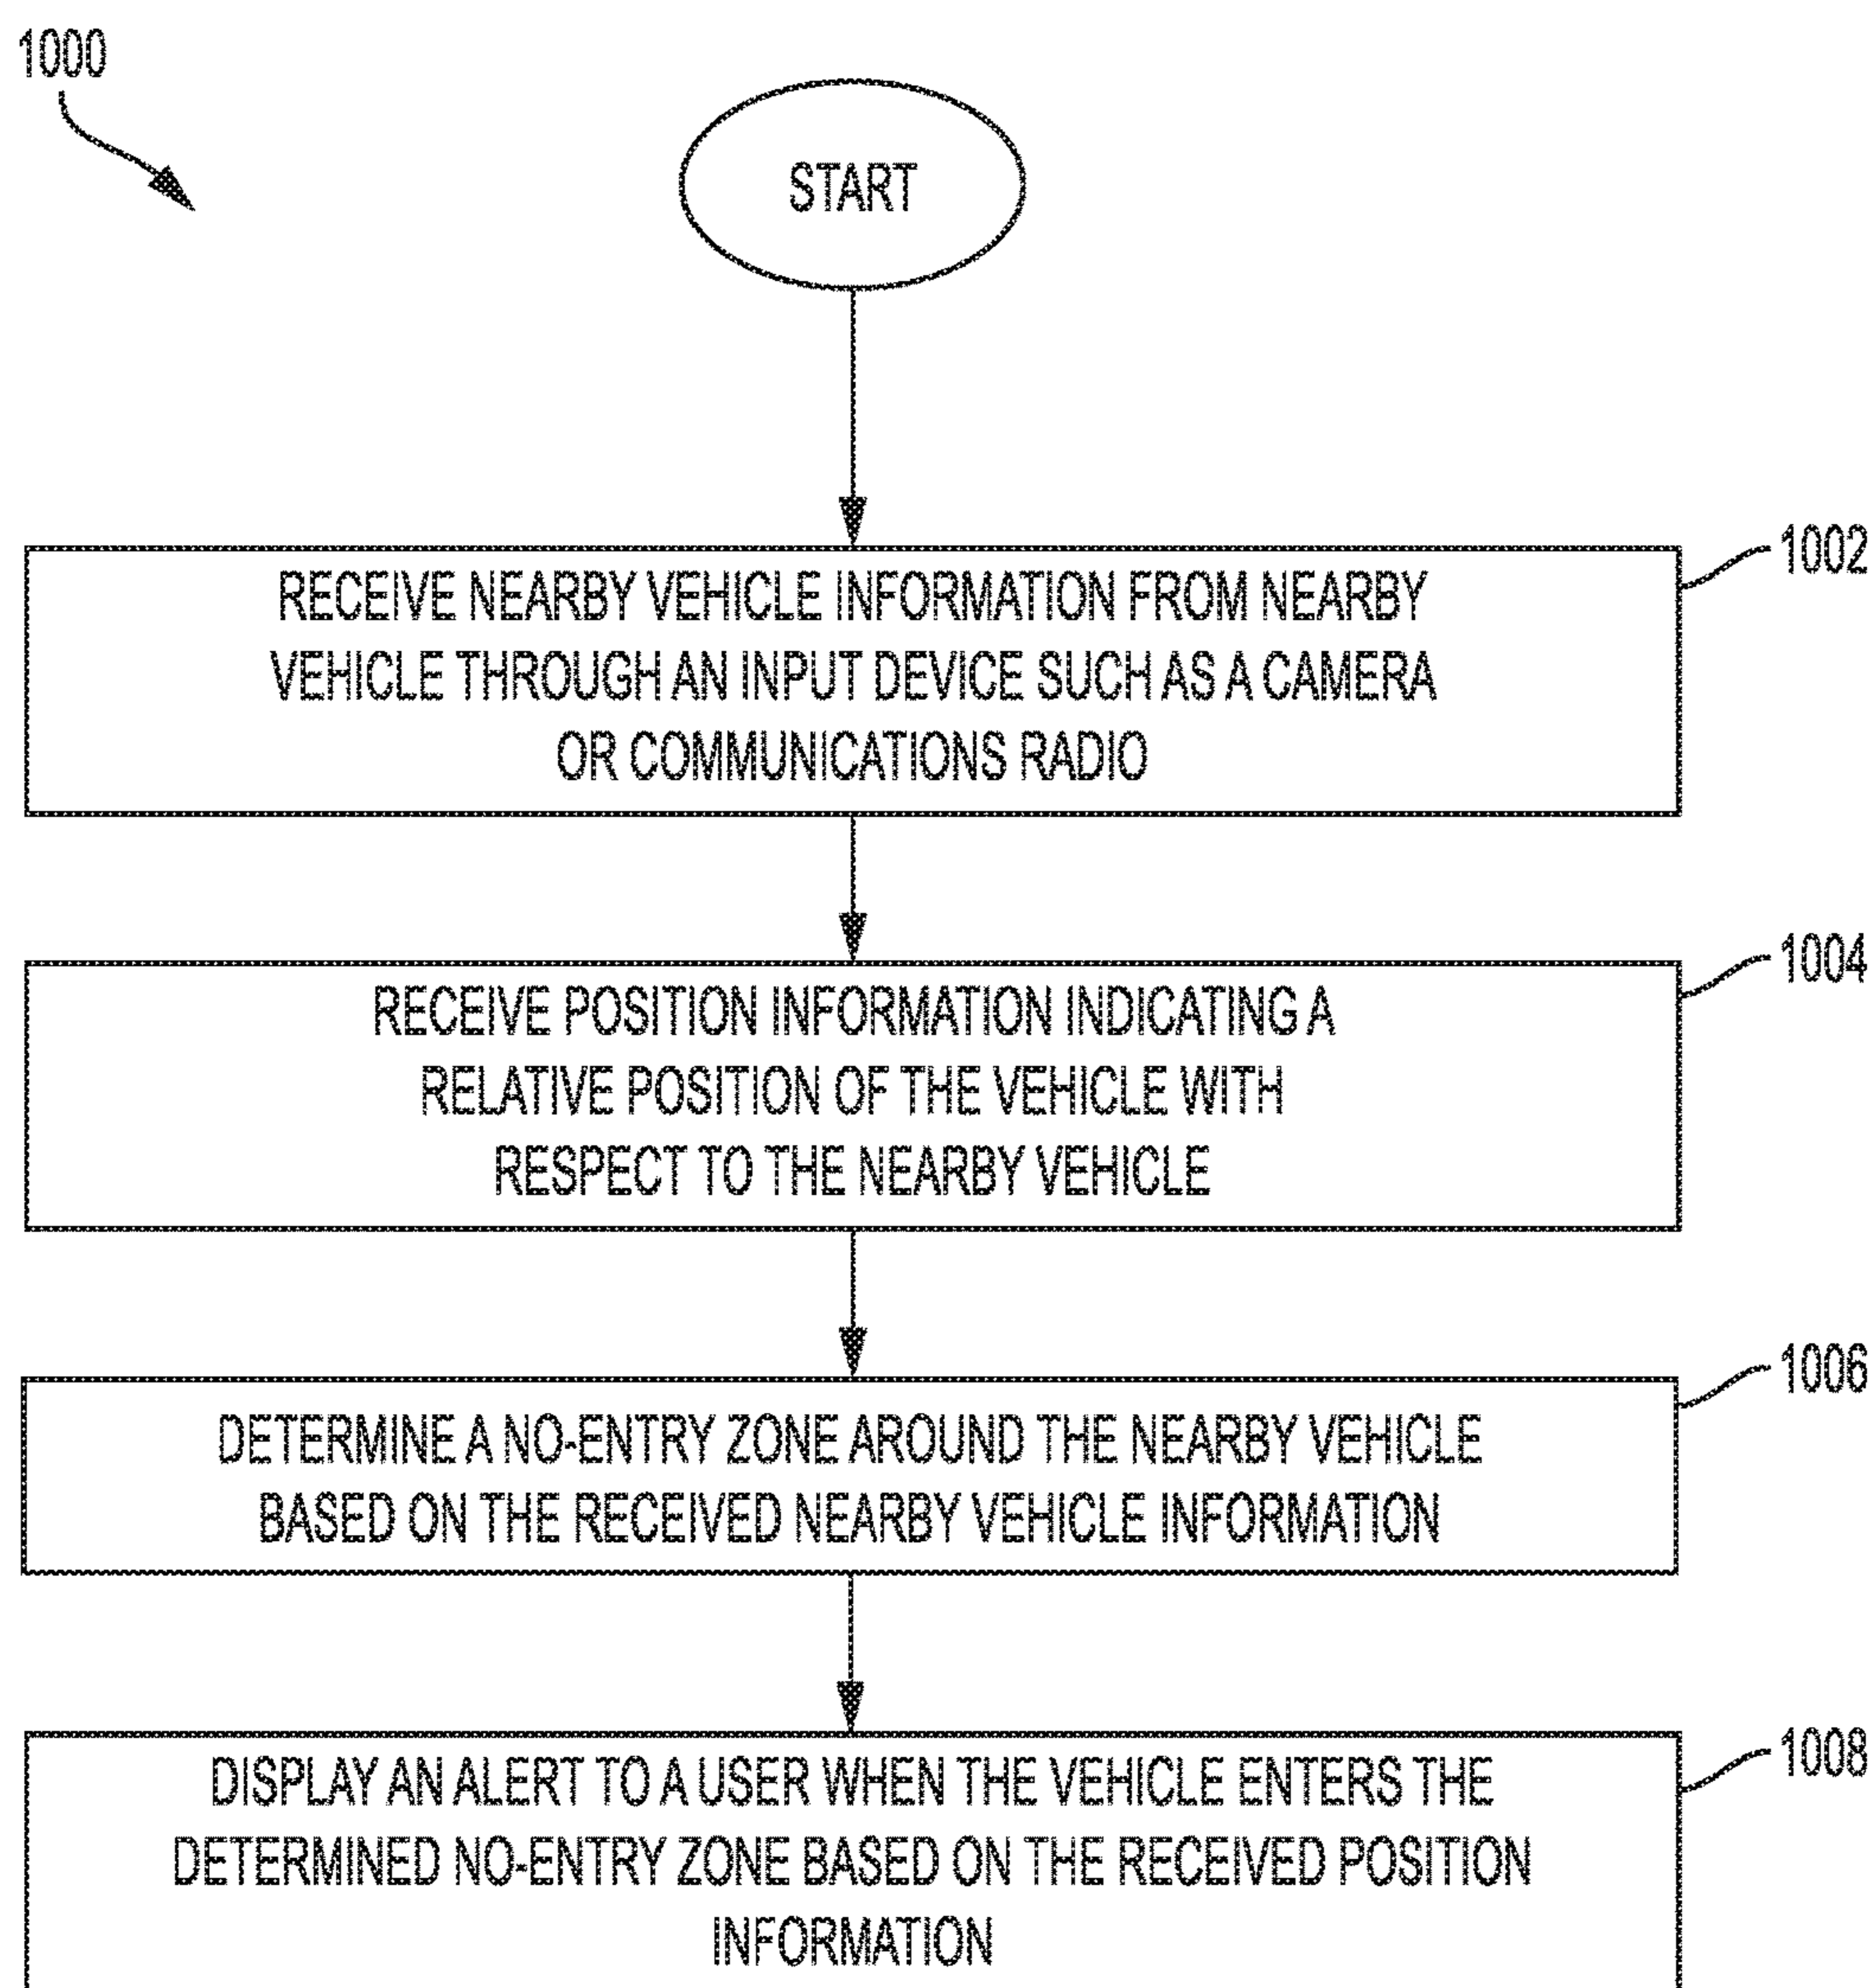 1000
START
1002
RECEIVE NEARBY VEHICLE INFORMATION FROM NEARBY
VEHICLE THROUGH AN INPUT DEVICE SUCH AS A CAMERA
OR COMMUNICATIONS RADIO
1004
RECEIVE POSITION INFORMATION INDICATING A
RELATIVE POSITION OF THE VEHICLE WITH
RESPECT TO THE NEARBY VEHICLE
1006
DETERMINE A NO-ENTRY ZONE AROUND THE NEARBY VEHICLE
BASED ON THE RECEIVED NEARBY VEHICLE INFORMATION
1008
DISPLAY AN ALERT TO A USER WHEN THE VEHICLE ENTERS THE
DETERMINED NO-ENTRY ZONE BASED ON THE RECEIVED POSITION
INFORMATION